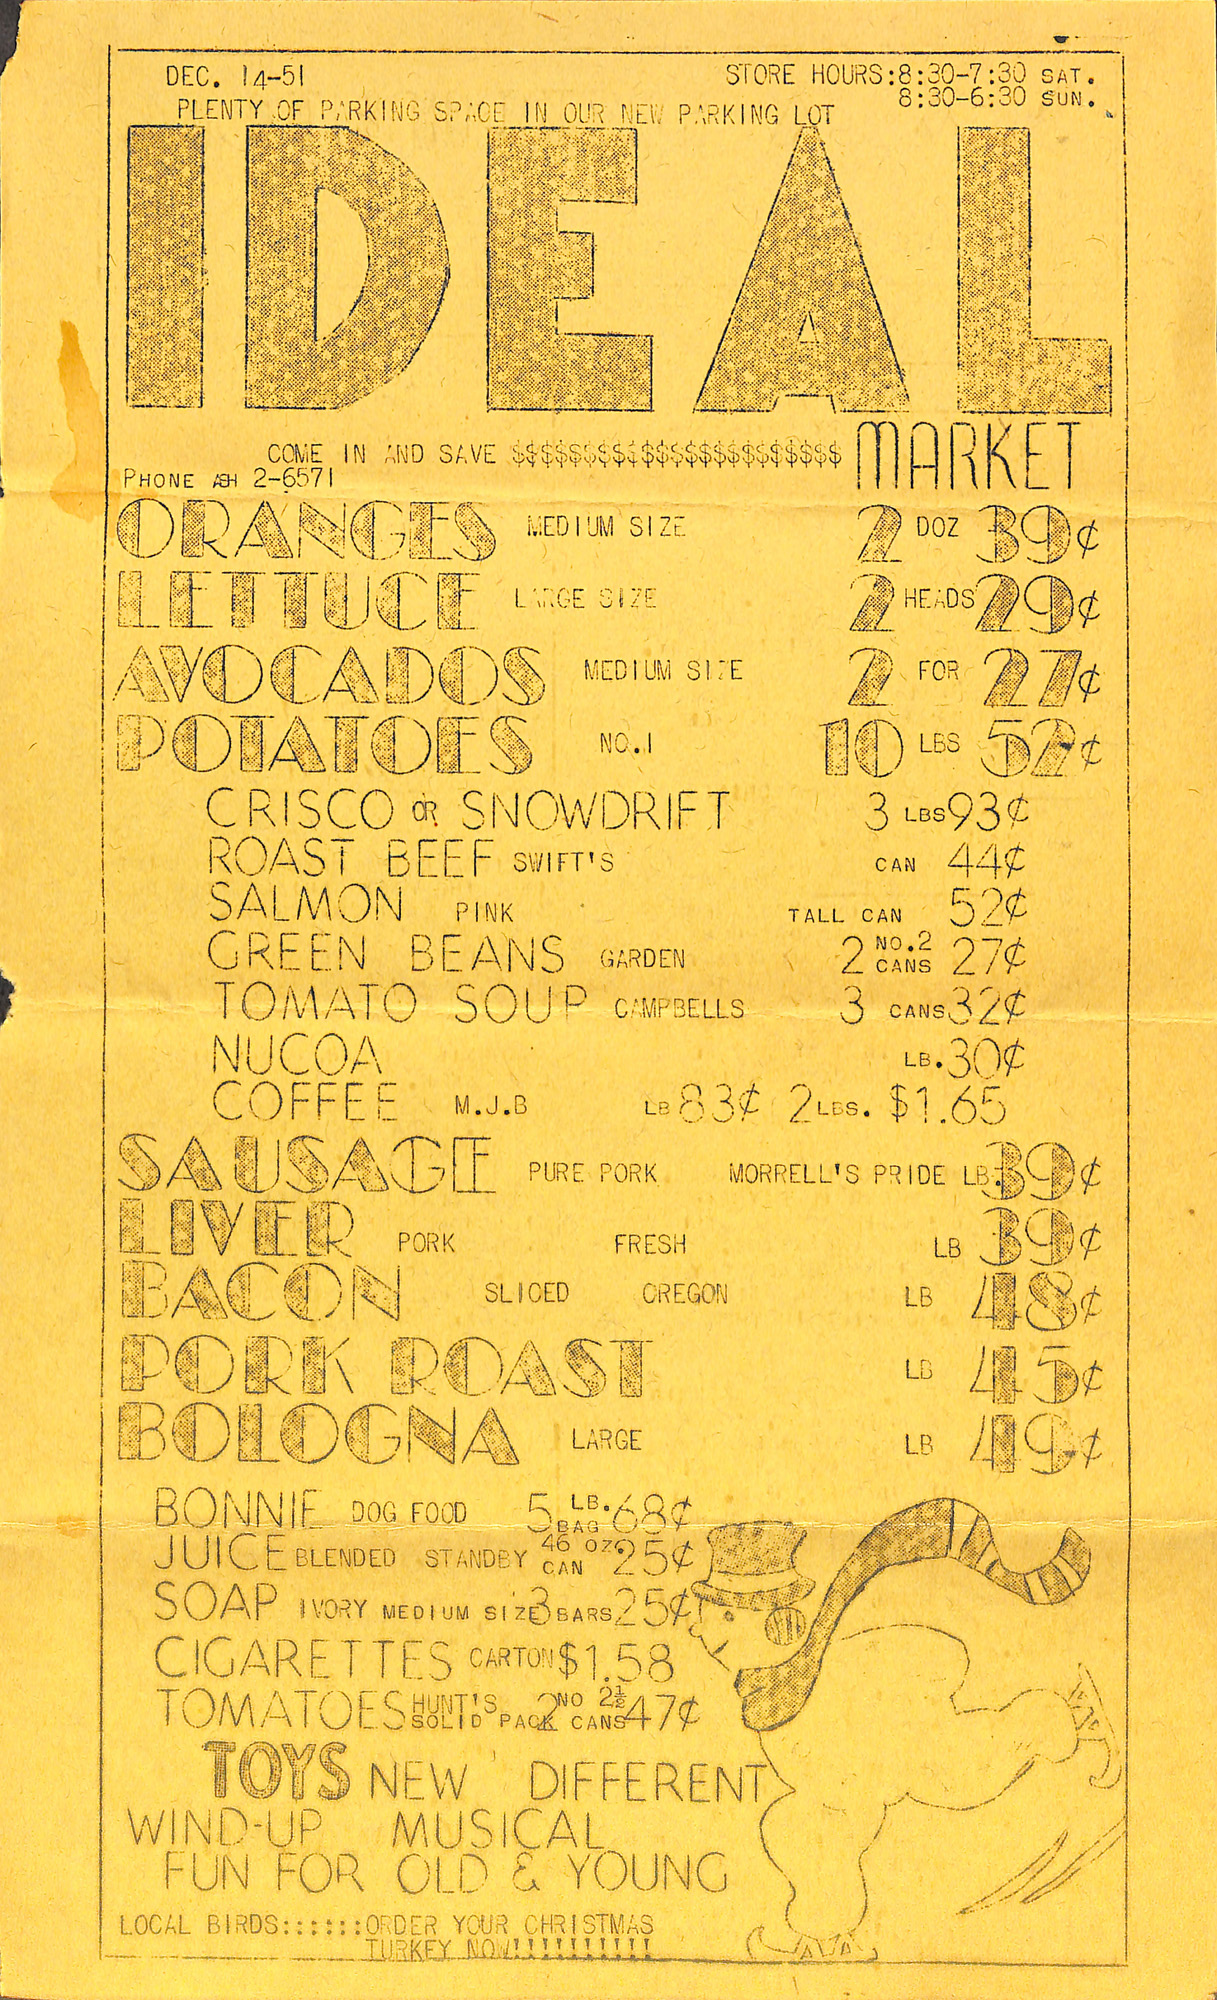 DEC. 14-51 STORE HOURS:8:30-7:30 SAT.
8:30-6:30 SUN.
PLENTY OF PARKING SPACE IN OUR NEW PARKING LOT
IDEAL
MARKET
COME IN AND SAVE $$$$$$$$$$$$$$$$$$$$$$$
PHONE ASH 2-6571
ORANGES MEDIUM SIZE 2 DOZ 39¢
LETTUCE LARGE SIZE 2 HEADS 29¢
AVOCADOS MEDIUM SIZE 2 FOR 27¢
POTATOES NO.1 10 LBS 52¢
CRISCO OR SNOWDRIFT 3 LBS 93¢
ROAST BEEF SWIFT'S CAN 44¢
SALMON PINK TALL CAN 52¢
GREEN BEANS GARDEN 2 NO.2 CANS 27¢
TOMATO SOUP CAMPBELLS 3 CANS 32¢
NUCOA LB. 30¢
COFFEE M.J.B LB 83¢ 2 LBS. $1.65
SAUSAGE PURE PORK MORRELL'S PRIDE LB. 39¢
LIVER PORK FRESH LB 39¢
BACON SLICED OREGON LB 48¢
PORK ROAST LB 45¢
BOLOGNA LARGE LB 49¢
BONNIE DOG FOOD 5 LB. BAG 68¢
JUICE BLENDED STANDBY 46 OZ CAN 25¢
SOAP IVORY MEDIUM SIZE 3 BARS 25¢
CIGARETTES CARTON $1.58
TOMATOES HUNT'S SOLID PACK 2 NO 2½ CANS 47¢
TOYS NEW DIFFERENT
WIND-UP MUSICAL
FUN FOR OLD & YOUNG
LOCAL BIRDS::::::ORDER YOUR CHRISTMAS
TURKEY NOW!!!!!!!!!!